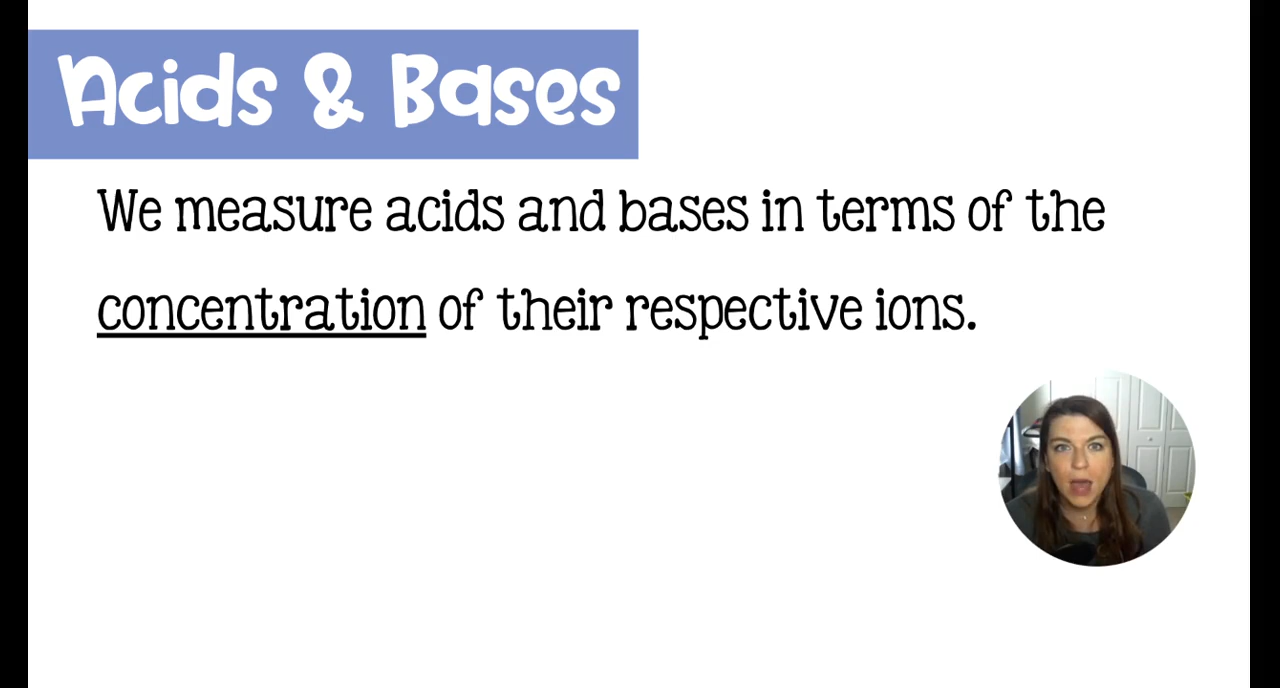 Acids & Bases
We measure acids and bases in terms of the
concentration of their respective ions.